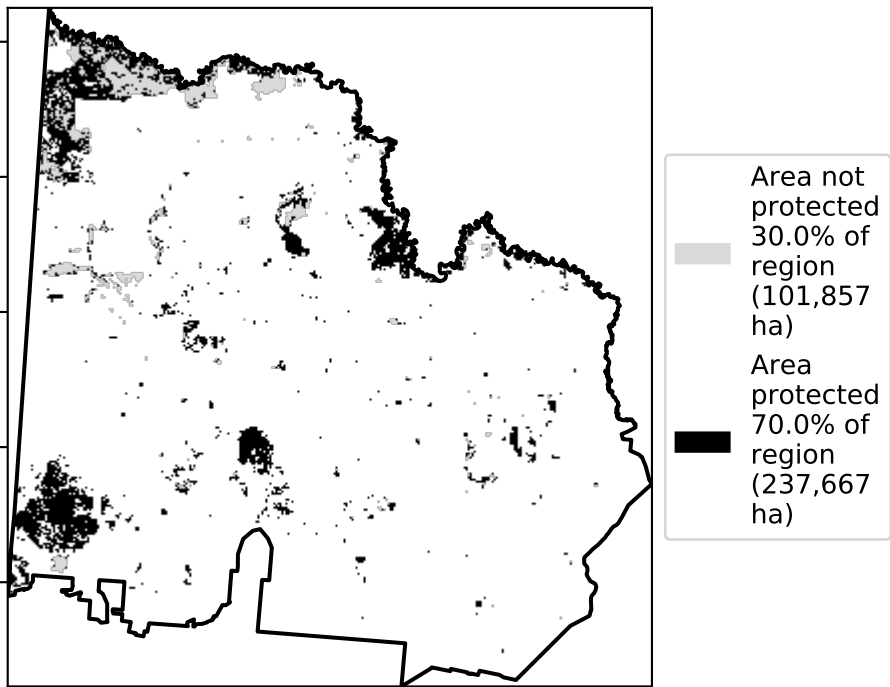 Area not
protected
30.0% of
region
(101,857
ha)
Area
protected
70.0% of
region
(237,667
ha)